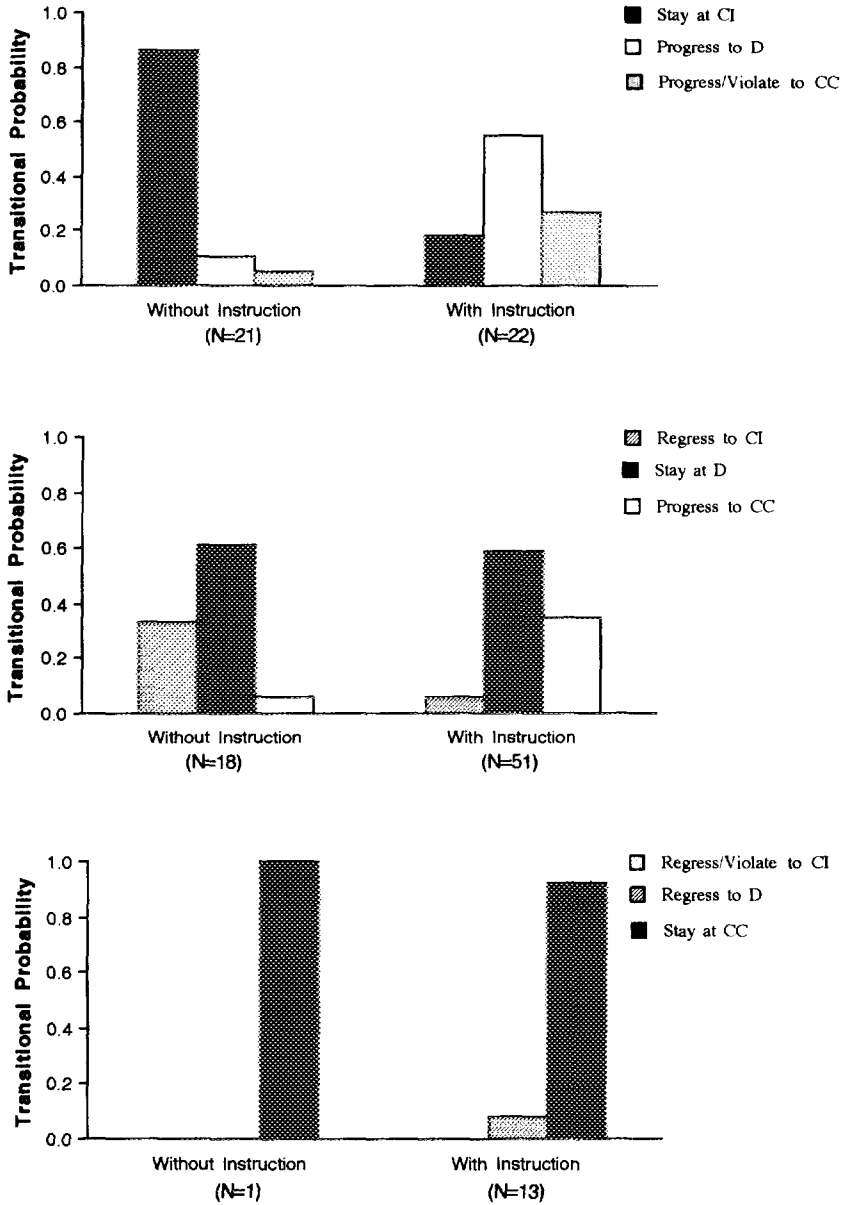 Transitional Probability
1.0
0.8
0.6
0.4
0.2
0.0
Stay at CI
Progress to D
Progress/Violate to CC
Without Instruction
(N=21)
With Instruction
(N=22)
Transitional Probability
1.0
0.8
0.6
0.4
0.2
0.0
Regress to CI
Stay at D
Progress to CC
Without Instruction
(N=18)
With Instruction
(N=51)
Transitional Probability
1.0
0.8
0.6
0.4
0.2
0.0
Regress/Violate to CI
Regress to D
Stay at CC
Without Instruction
(N=1)
With Instruction
(N=13)